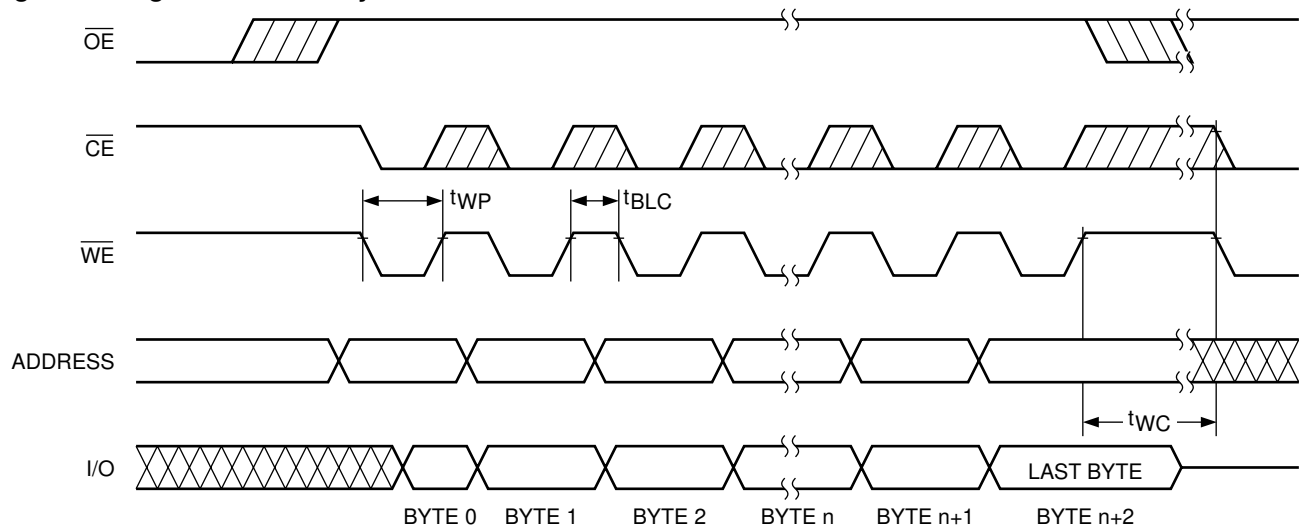 OE
CE
tWP
tBLC
WE
ADDRESS
tWC
I/O
LAST BYTE
BYTE 0 BYTE 1 BYTE 2 BYTE n BYTE n+1 BYTE n+2